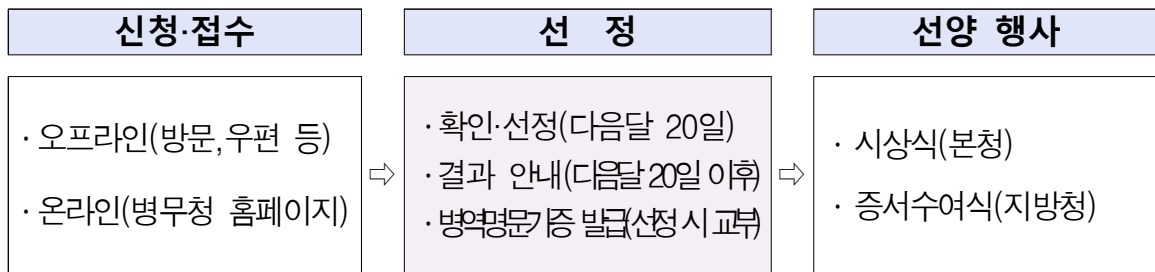 신청·접수
· 오프라인(방문,우편 등)
· 온라인(병무청 홈페이지)
⇨
선 정
· 확인·선정(다음달 20일)
· 결과 안내(다음달 20일 이후)
· 병역명문가증 발급(선정 시 교부)
⇨
선양 행사
· 시상식(본청)
· 증서수여식(지방청)